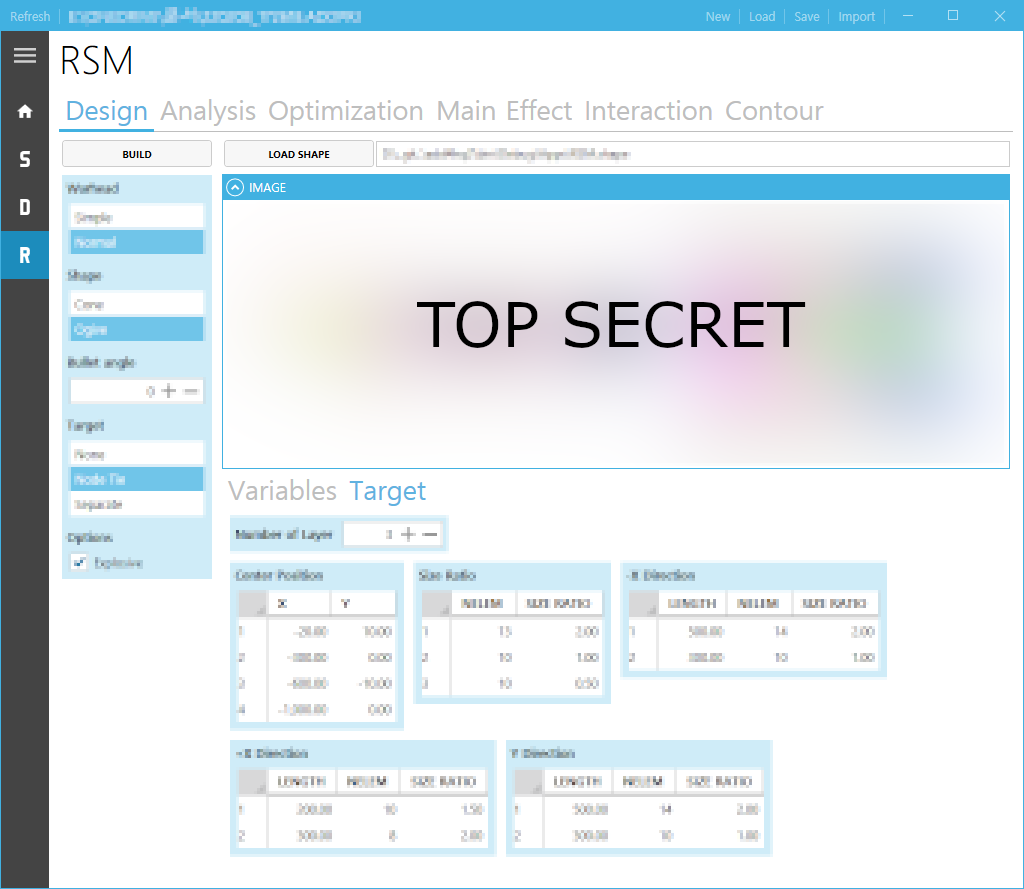 Refresh
New Load Save Import
RSM
Design Analysis Optimization Main Effect Interaction Contour
BUILD LOAD SHAPE
S
D
R
IMAGE
TOP SECRET
Warhead
Simple
Normal
Shape
Cone
Ogive
Bullet angle
0
Target
None
Node Tie
Separate
Options
Explosive
Variables Target
Number of Layer 3
Center Position Size Ratio -X Direction
X Y NELEM SIZE RATIO LENGTH NELEM SIZE RATIO
1 -20.00 10.00 1 15 2.00 1 500.00 14 2.00
2 -300.00 0.00 2 10 1.00 2 300.00 10 1.00
3 -600.00 -10.00 3 10 0.50
4 -1,000.00 0.00
+X Direction Y Direction
LENGTH NELEM SIZE RATIO LENGTH NELEM SIZE RATIO
1 200.00 10 1.50 1 500.00 14 2.00
2 300.00 8 2.00 2 300.00 10 1.00